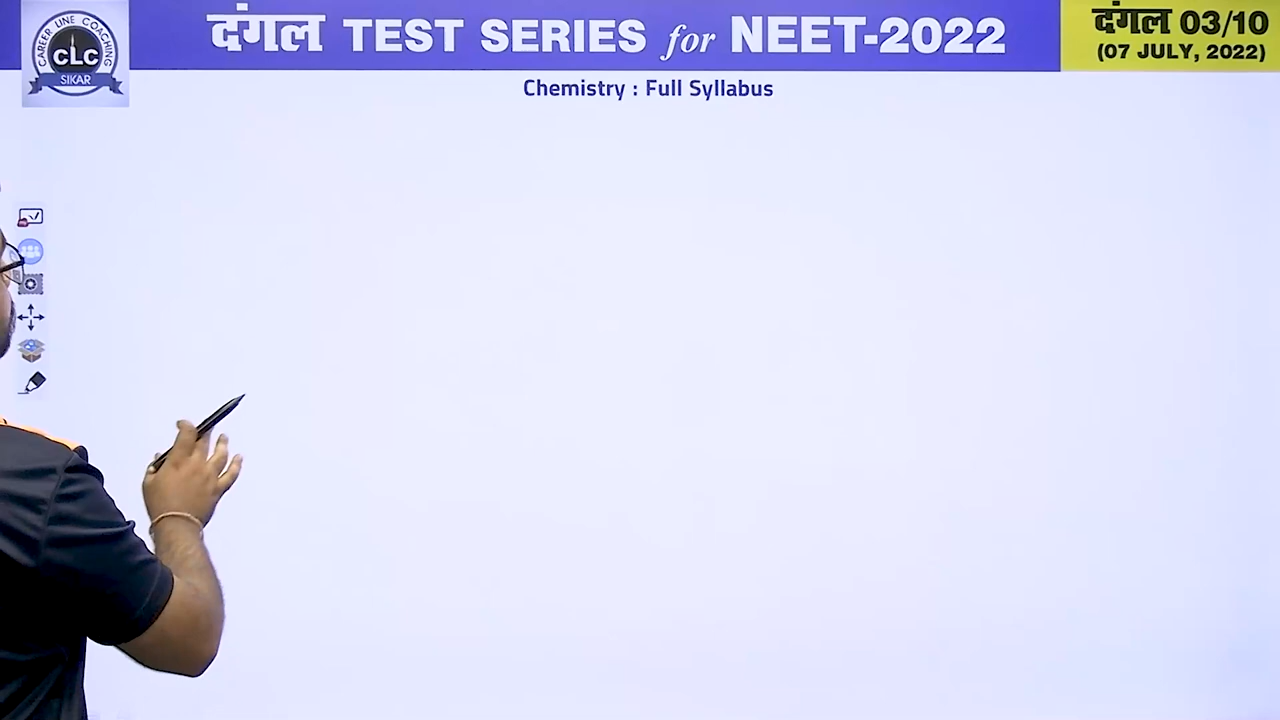 CAREER LINE COACHING
CLC
SIKAR
दंगल TEST SERIES for NEET-2022
दंगल 03/10
(07 JULY, 2022)
Chemistry : Full Syllabus